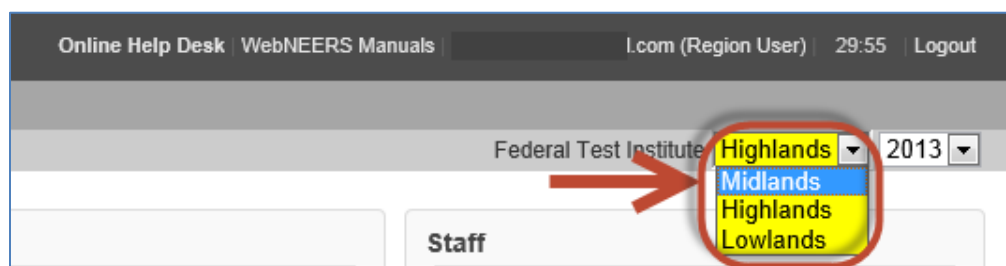 Online Help Desk | WebNEERS Manuals | l.com (Region User) | 29:55 | Logout
Federal Test Institute Highlands 2013
Midlands
Highlands
Staff
Lowlands